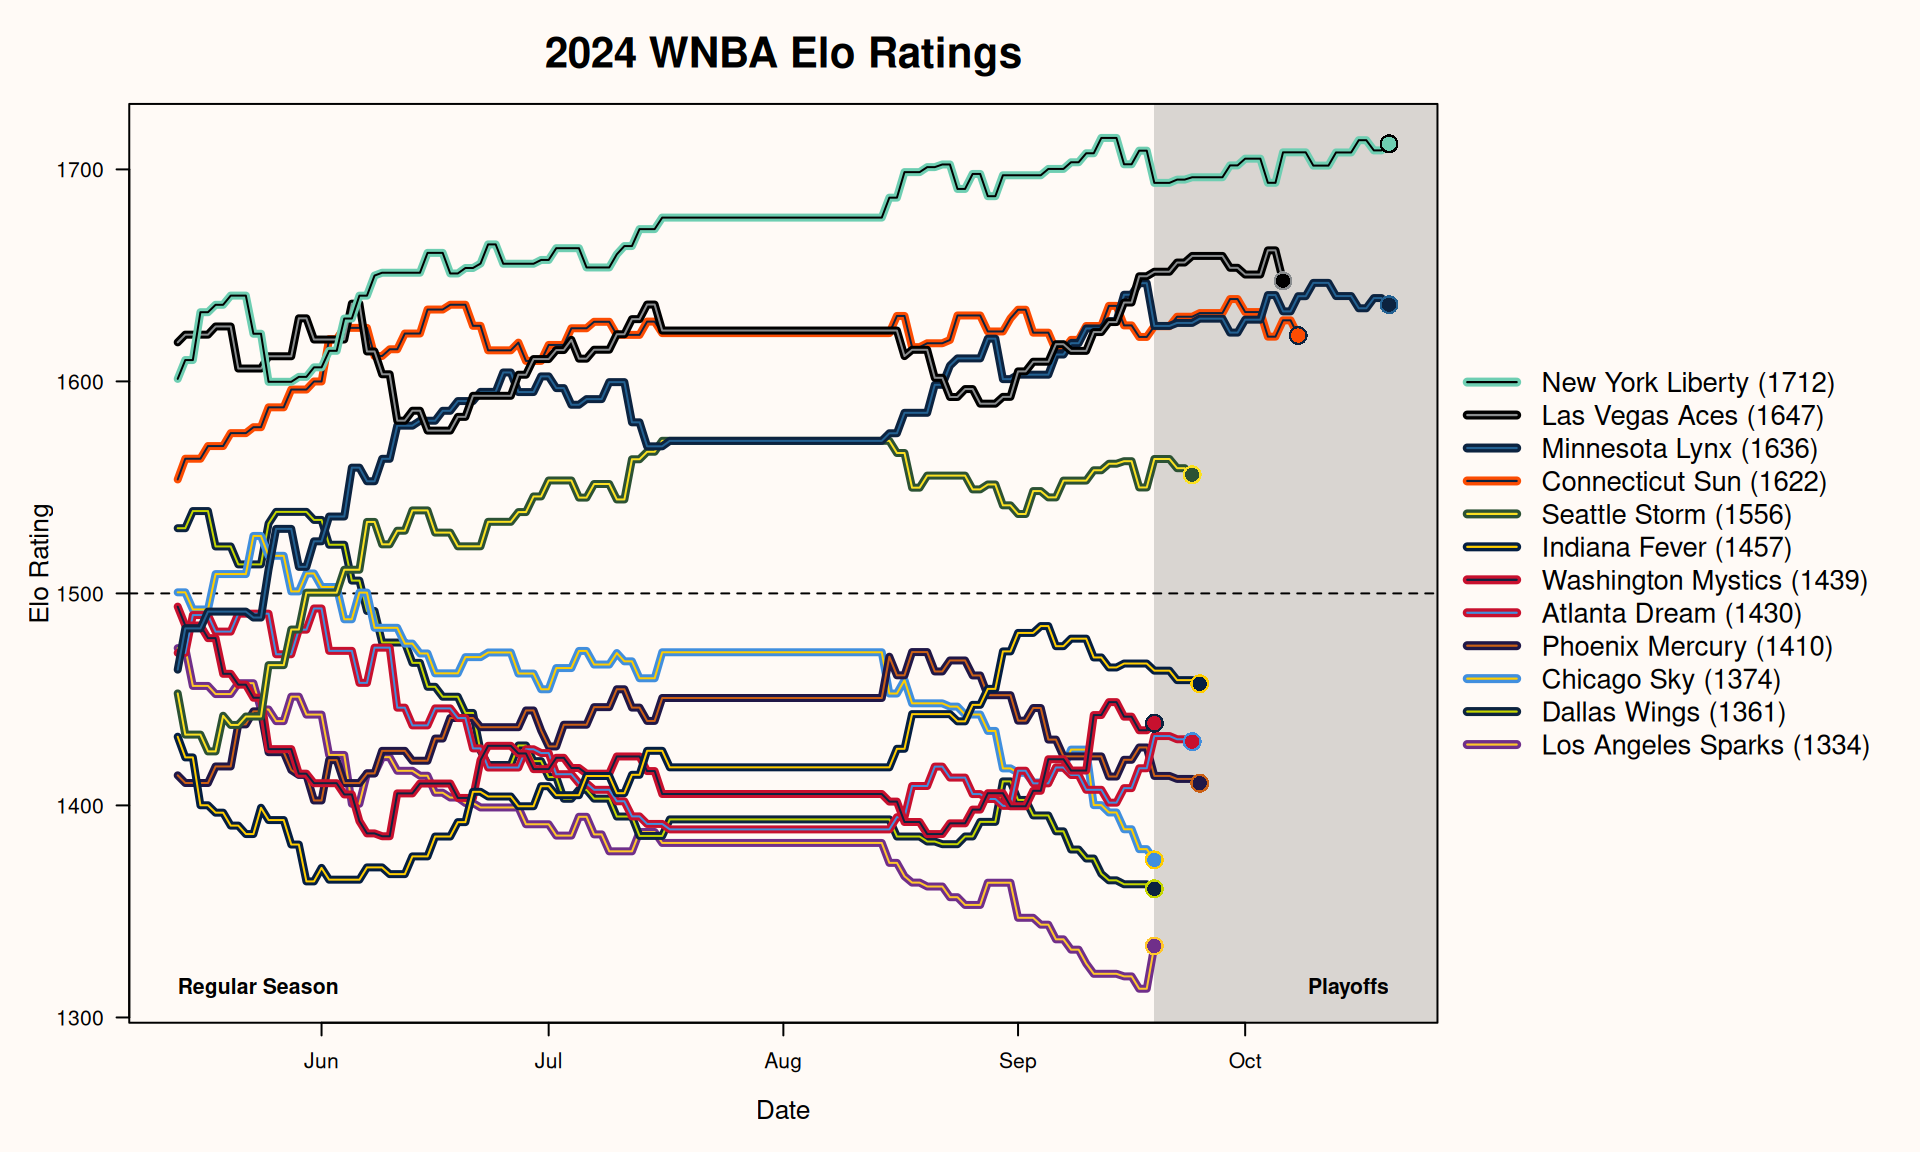 2024 WNBA Elo Ratings
Elo Rating
1700
1600
1500
1400
1300
Regular Season
Playoffs
Jun
Jul
Aug
Sep
Oct
Date
New York Liberty (1712)
Las Vegas Aces (1647)
Minnesota Lynx (1636)
Connecticut Sun (1622)
Seattle Storm (1556)
Indiana Fever (1457)
Washington Mystics (1439)
Atlanta Dream (1430)
Phoenix Mercury (1410)
Chicago Sky (1374)
Dallas Wings (1361)
Los Angeles Sparks (1334)